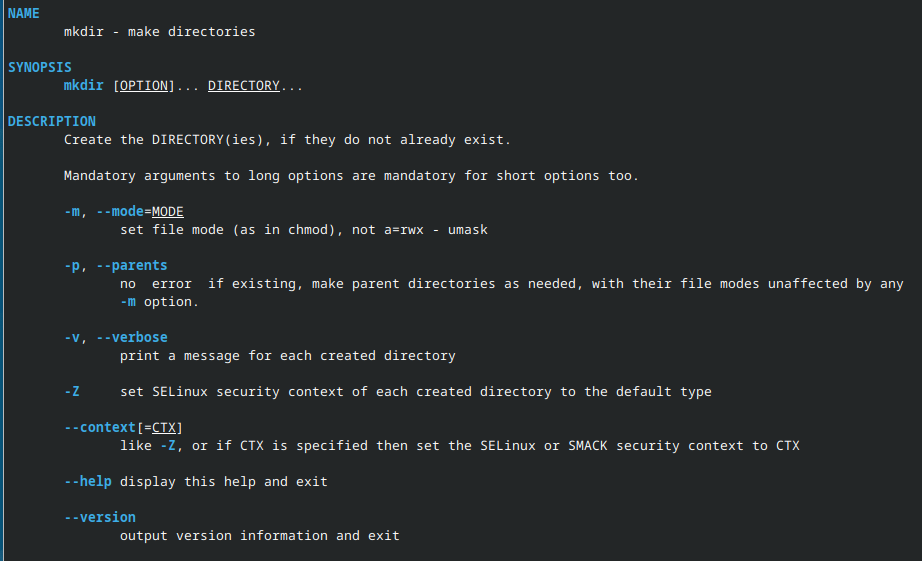 NAME
mkdir - make directories
SYNOPSIS
mkdir [OPTION]... DIRECTORY...
DESCRIPTION
Create the DIRECTORY(ies), if they do not already exist.
Mandatory arguments to long options are mandatory for short options too.
-m, --mode=MODE
set file mode (as in chmod), not a=rwx - umask
-p, --parents
no  error  if existing, make parent directories as needed, with their file modes unaffected by any
-m option.
-v, --verbose
print a message for each created directory
-Z     set SELinux security context of each created directory to the default type
--context[=CTX]
like -Z, or if CTX is specified then set the SELinux or SMACK security context to CTX
--help display this help and exit
--version
output version information and exit